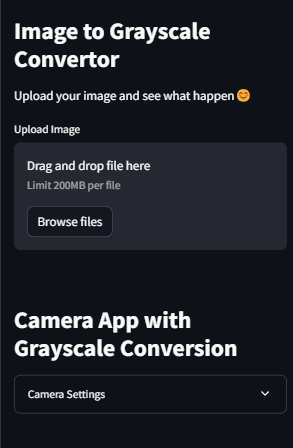 Image to Grayscale
Convertor
Upload your image and see what happen 😊
Upload Image
Drag and drop file here
Limit 200MB per file
Browse files
Camera App with
Grayscale Conversion
Camera Settings